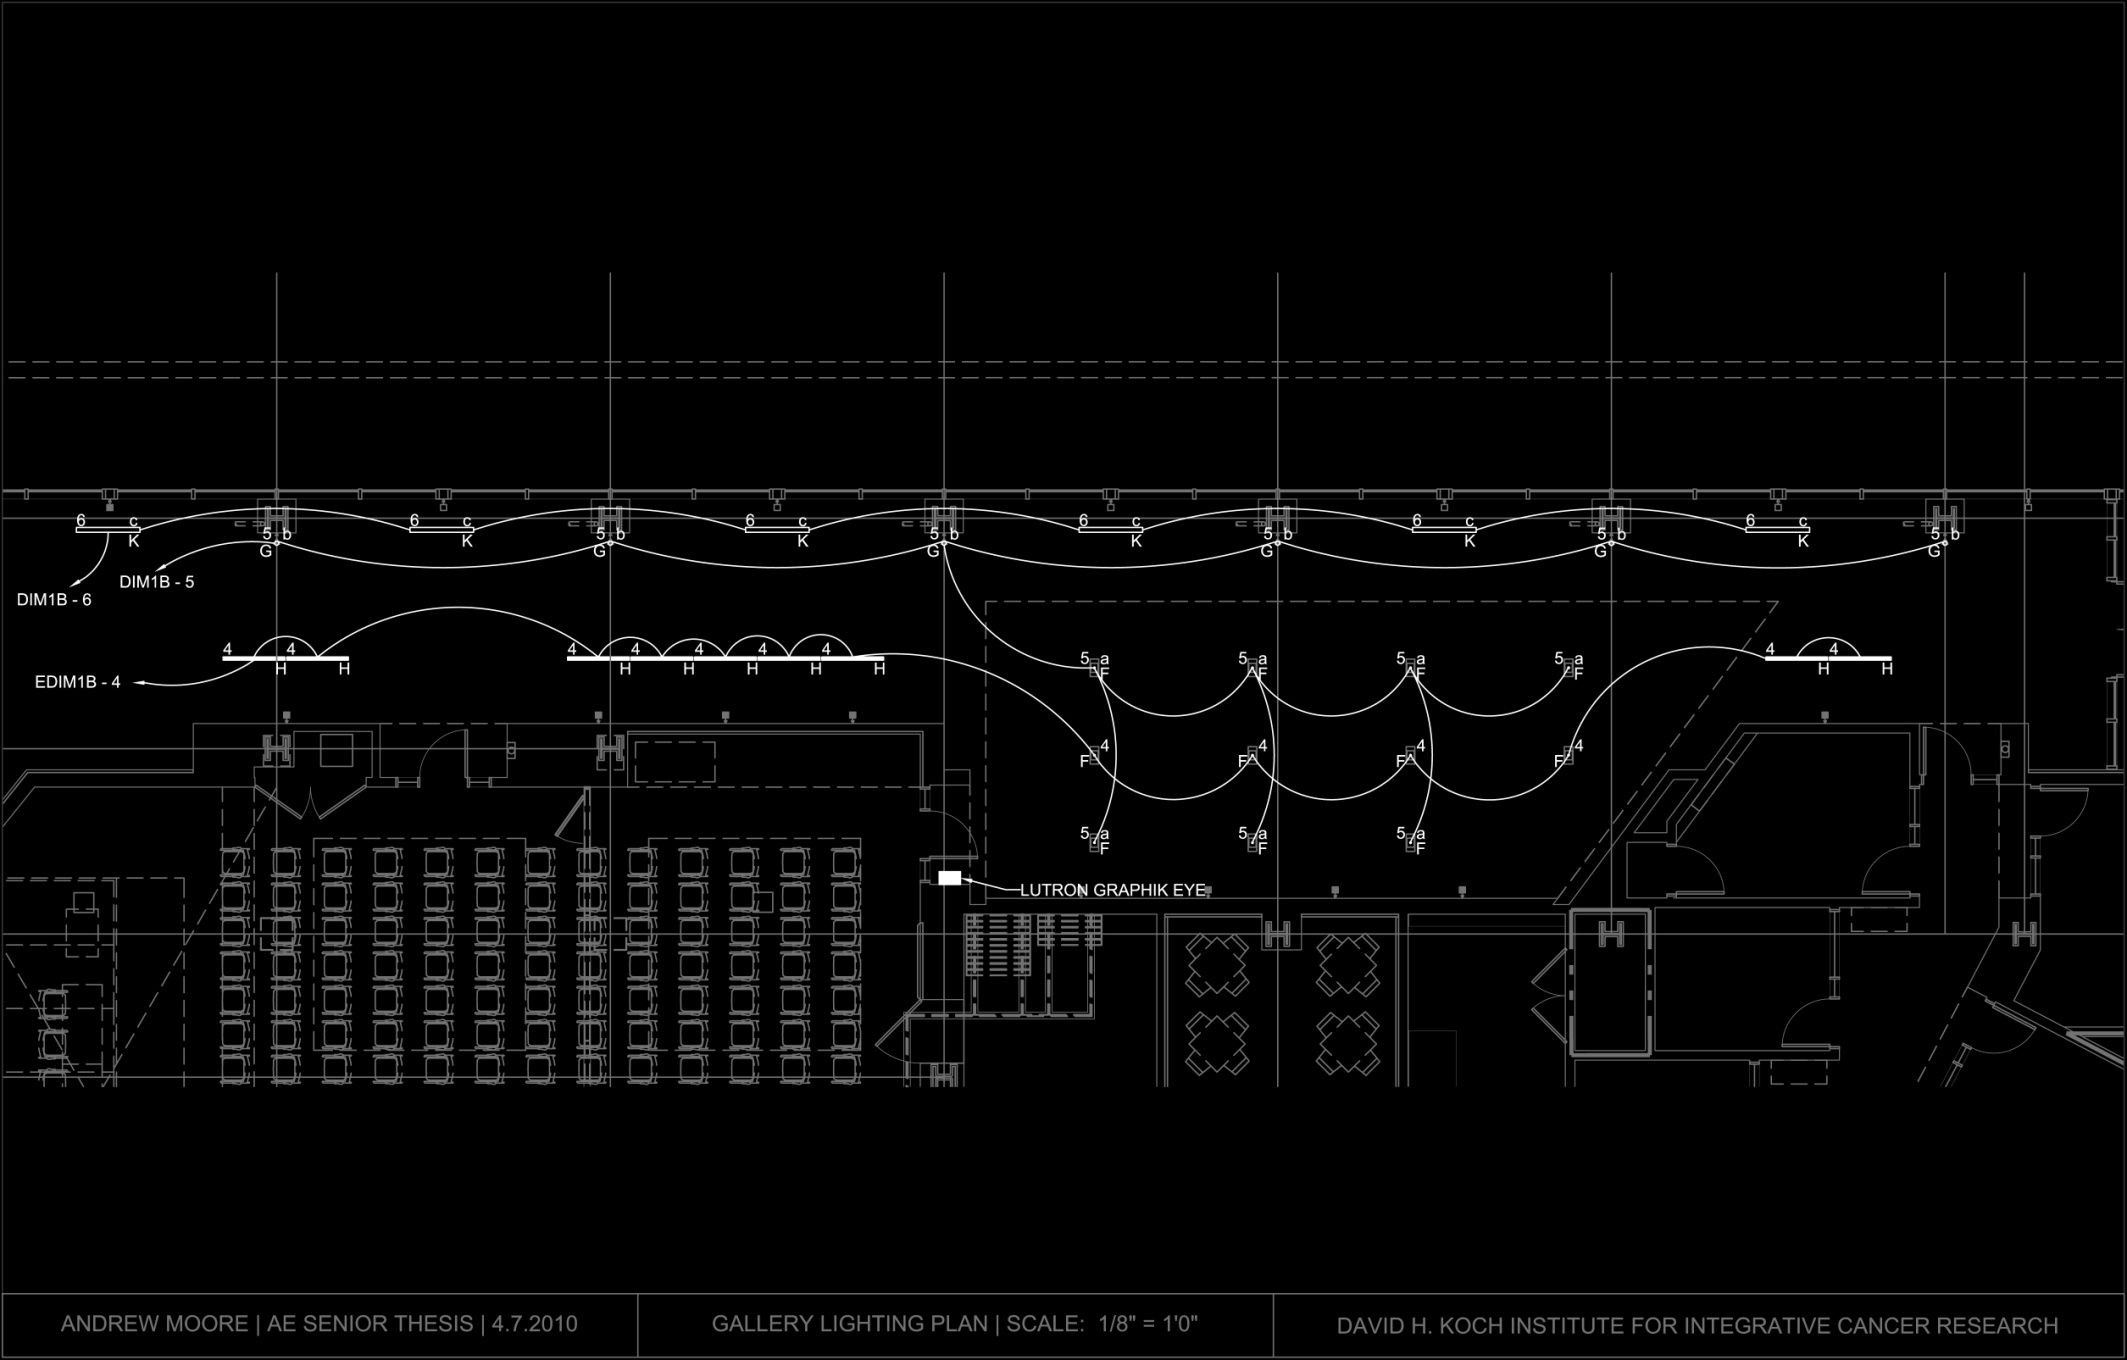 6 c 6 c 6 c 6 c 6 c 6 c
K K K K K K
5 b 5 b 5 b 5 b 5 b 5 b
G G G G G G
DIM1B - 5
DIM1B - 6
4 4 4 4 4 4 4 4 4
H H H H H H H H H
EDIM1B - 4
5 a 5 a 5 a 5 a
F F F F
4 4 4 4
F F F F
5 a 5 a 5 a
F F F
LUTRON GRAPHIK EYE
ANDREW MOORE | AE SENIOR THESIS | 4.7.2010
GALLERY LIGHTING PLAN | SCALE: 1/8" = 1'0"
DAVID H. KOCH INSTITUTE FOR INTEGRATIVE CANCER RESEARCH